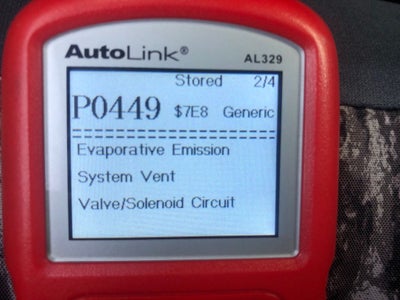 AutoLink®
AL329
Stored 2/4
P0449 $7E8 Generic
Evaporative Emission
System Vent
Valve/Solenoid Circuit